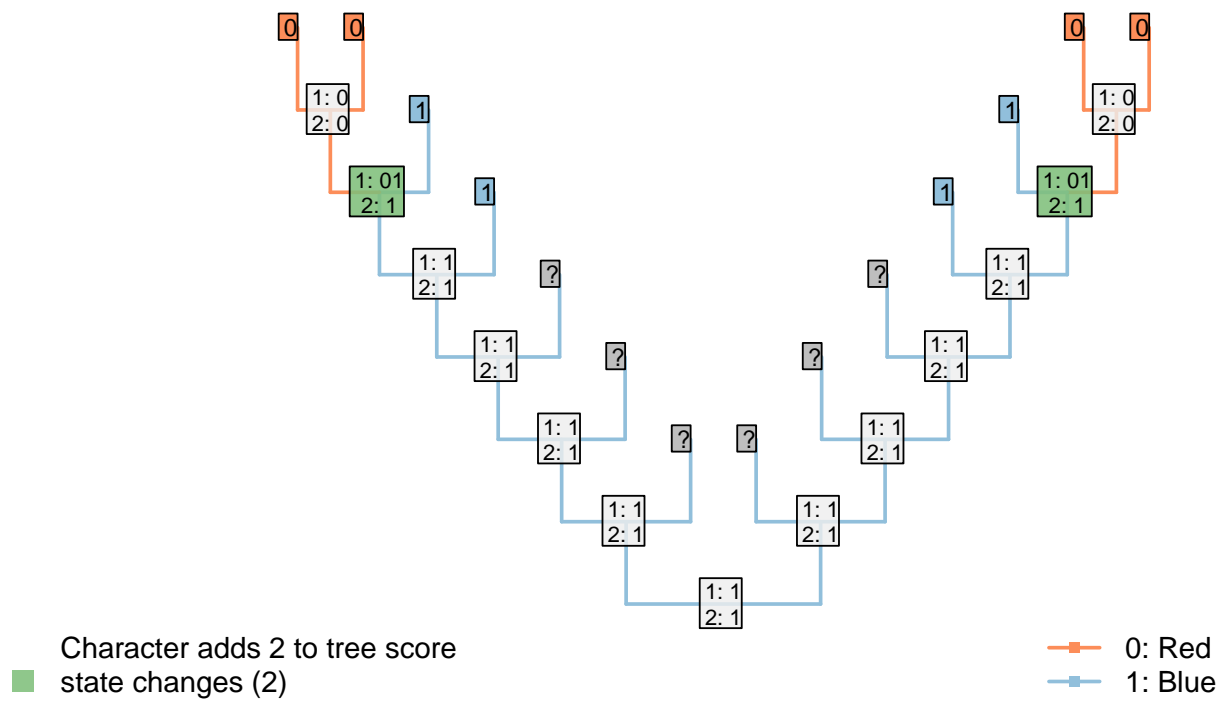 0 0 0 0
1: 0 1: 0
2: 0 2: 0
1 1
1: 01 1: 01
2: 1 2: 1
1 1
1: 1 1: 1
2: 1 2: 1
? ?
1: 1 1: 1
2: 1 2: 1
? ?
1: 1 1: 1
2: 1 2: 1
? ?
1: 1 1: 1
2: 1 2: 1
1: 1
2: 1
Character adds 2 to tree score
state changes (2)
0: Red
1: Blue